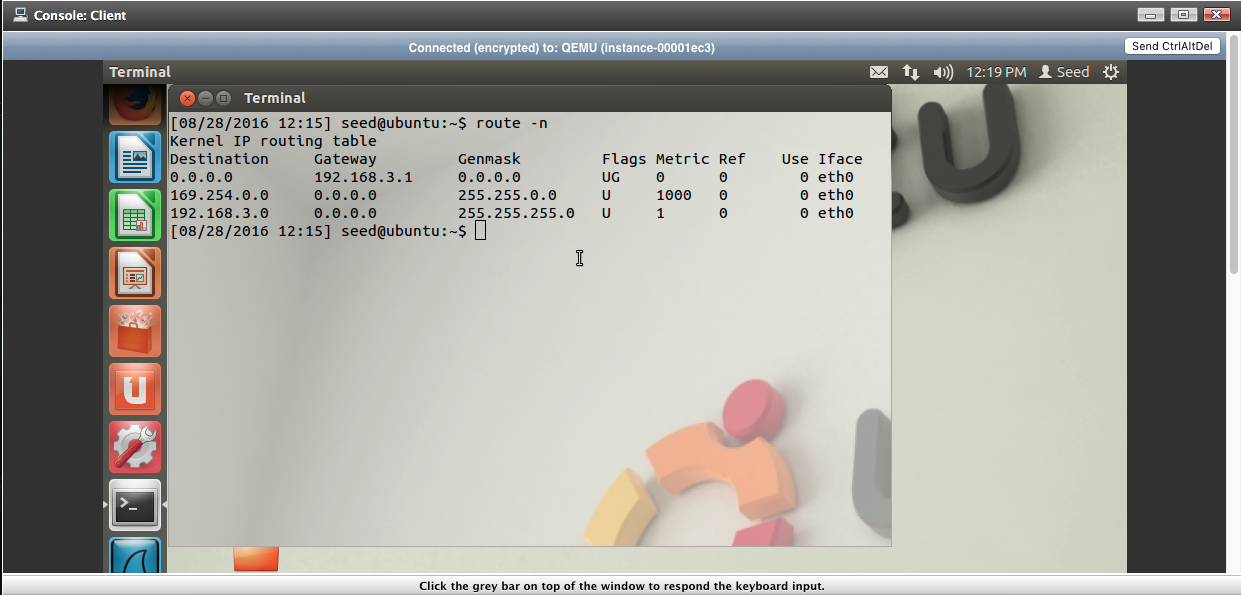 Console: Client
Connected (encrypted) to: QEMU (instance-00001ec3)
Send CtrlAltDel
Terminal
12:19 PM Seed
Terminal
[08/28/2016 12:15] seed@ubuntu:~$ route -n
Kernel IP routing table
Destination Gateway Genmask Flags Metric Ref Use Iface
0.0.0.0 192.168.3.1 0.0.0.0 UG 0 0 0 eth0
169.254.0.0 0.0.0.0 255.255.0.0 U 1000 0 0 eth0
192.168.3.0 0.0.0.0 255.255.255.0 U 1 0 0 eth0
[08/28/2016 12:15] seed@ubuntu:~$
Click the grey bar on top of the window to respond the keyboard input.